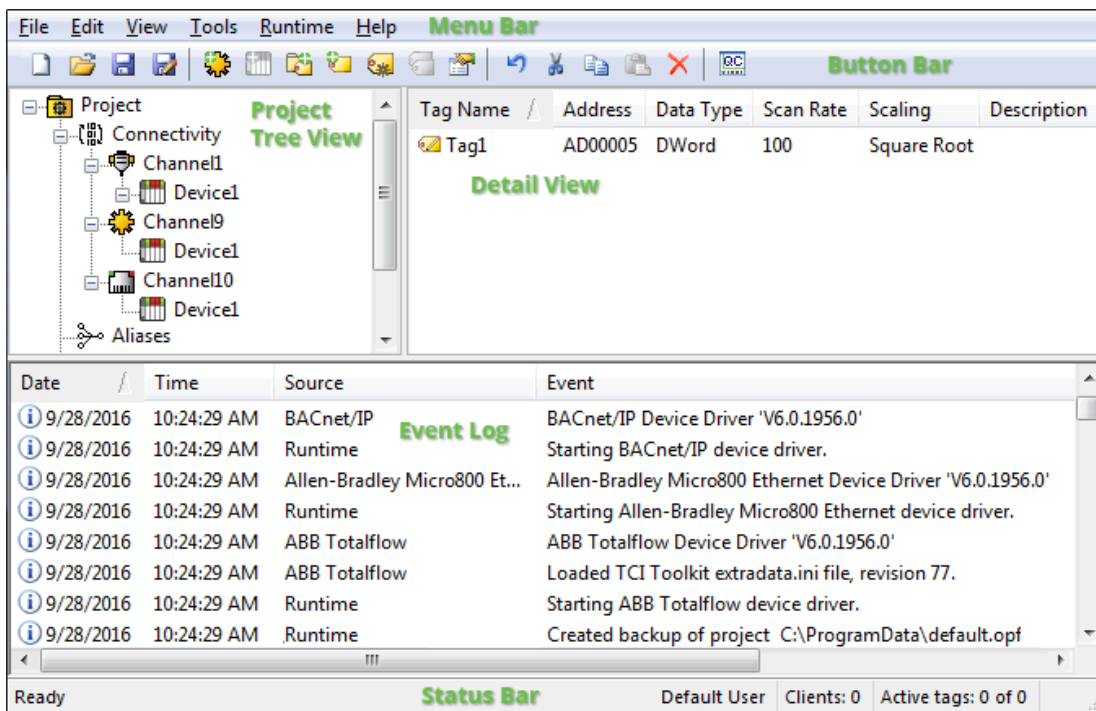 File Edit View Tools Runtime Help Menu Bar
QC Button Bar
Project
Connectivity
Channel1
Device1
Channel9
Device1
Channel10
Device1
Aliases
Project
Tree View
Tag Name Address Data Type Scan Rate Scaling Description
Tag1 AD00005 DWord 100 Square Root
Detail View
Date Time Source Event
9/28/2016 10:24:29 AM BACnet/IP BACnet/IP Device Driver 'V6.0.1956.0'
Event Log
9/28/2016 10:24:29 AM Runtime Starting BACnet/IP device driver.
9/28/2016 10:24:29 AM Allen-Bradley Micro800 Et... Allen-Bradley Micro800 Ethernet Device Driver 'V6.0.1956.0'
9/28/2016 10:24:29 AM Runtime Starting Allen-Bradley Micro800 Ethernet device driver.
9/28/2016 10:24:29 AM ABB Totalflow ABB Totalflow Device Driver 'V6.0.1956.0'
9/28/2016 10:24:29 AM ABB Totalflow Loaded TCI Toolkit extradata.ini file, revision 77.
9/28/2016 10:24:29 AM Runtime Starting ABB Totalflow device driver.
9/28/2016 10:24:29 AM .Runtime Created backup of project C:\ProgramData\default.opf
Ready Status Bar Default User Clients: 0 Active tags: 0 of 0